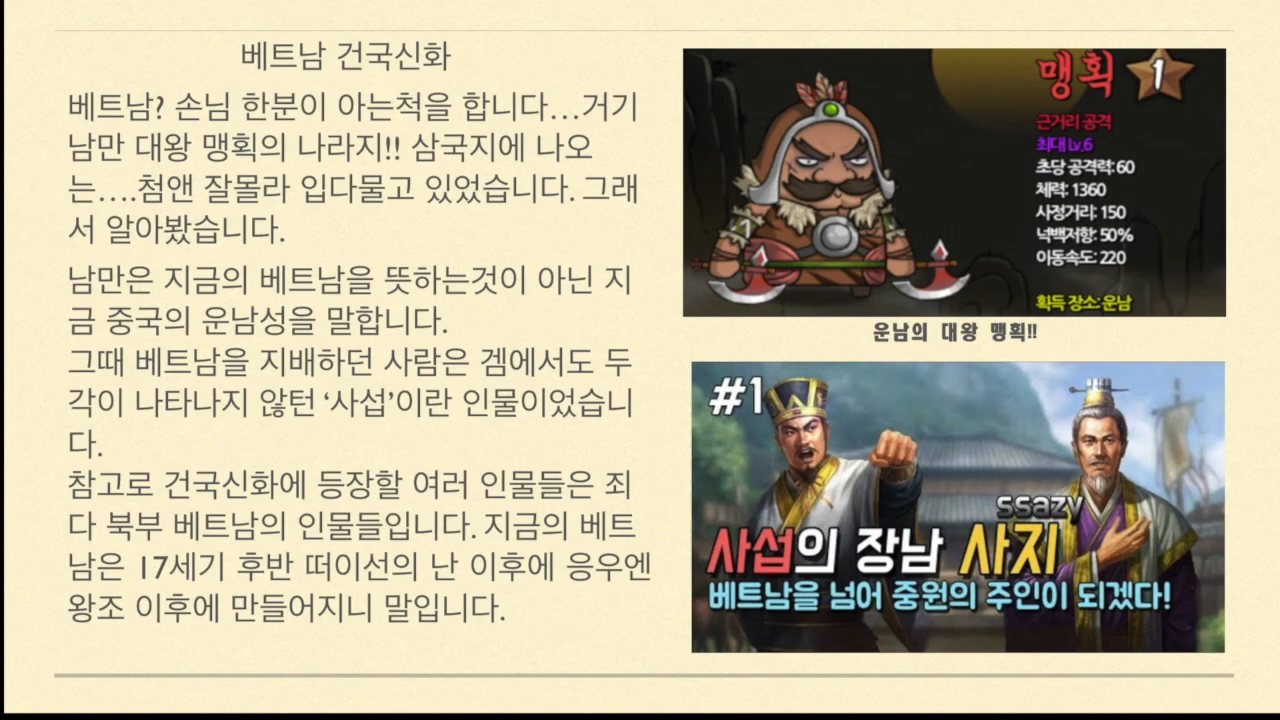 베트남 건국신화
베트남? 손님 한분이 아는척을 합니다...거기
남만 대왕 맹획의 나라지!! 삼국지에 나오
는....첨앤 잘몰라 입다물고 있었습니다. 그래
서 알아봤습니다.
남만은 지금의 베트남을 뜻하는것이 아닌 지
금 중국의 운남성을 말합니다.
그때 베트남을 지배하던 사람은 겜에서도 두
각이 나타나지 않턴 ‘사섭’이란 인물이었습니
다.
참고로 건국신화에 등장할 여러 인물들은 죄
다 북부 베트남의 인물들입니다. 지금의 베트
남은 17세기 후반 떠이선의 난 이후에 응우엔
왕조 이후에 만들어지니 말입니다.
맹획 1
근거리 공격
최대 Lv.6
초당 공격력: 60
체력: 1360
사정거리: 150
넉백저항: 50%
이동속도: 220
획득 장소: 운남
운남의 대왕 맹획!!
#1
ssazy
사섭의 장남 사지
베트남을 넘어 중원의 주인이 되겠다!